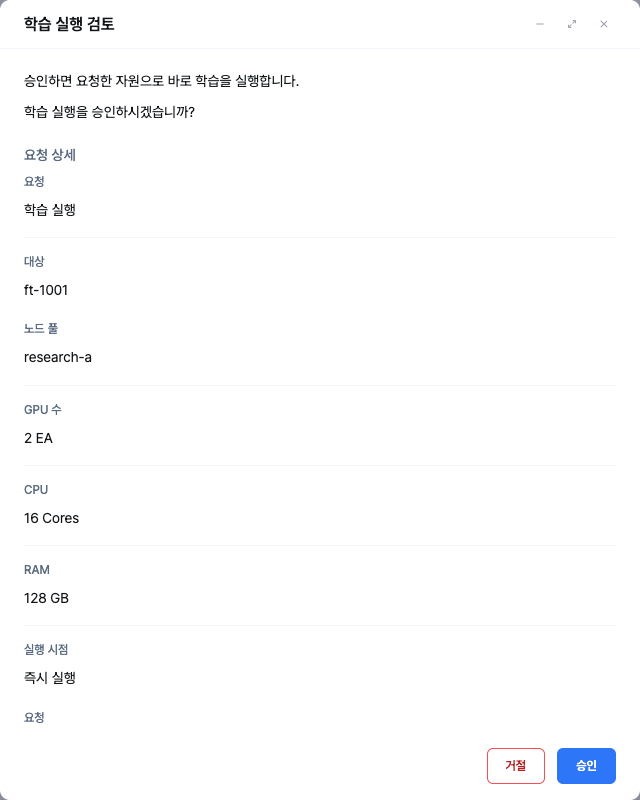 학습 실행 검토
승인하면 요청한 자원으로 바로 학습을 실행합니다.
학습 실행을 승인하시겠습니까?
요청 상세
요청
학습 실행
대상
ft-1001
노드 풀
research-a
GPU 수
2 EA
CPU
16 Cores
RAM
128 GB
실행 시점
즉시 실행
요청
거절
승인